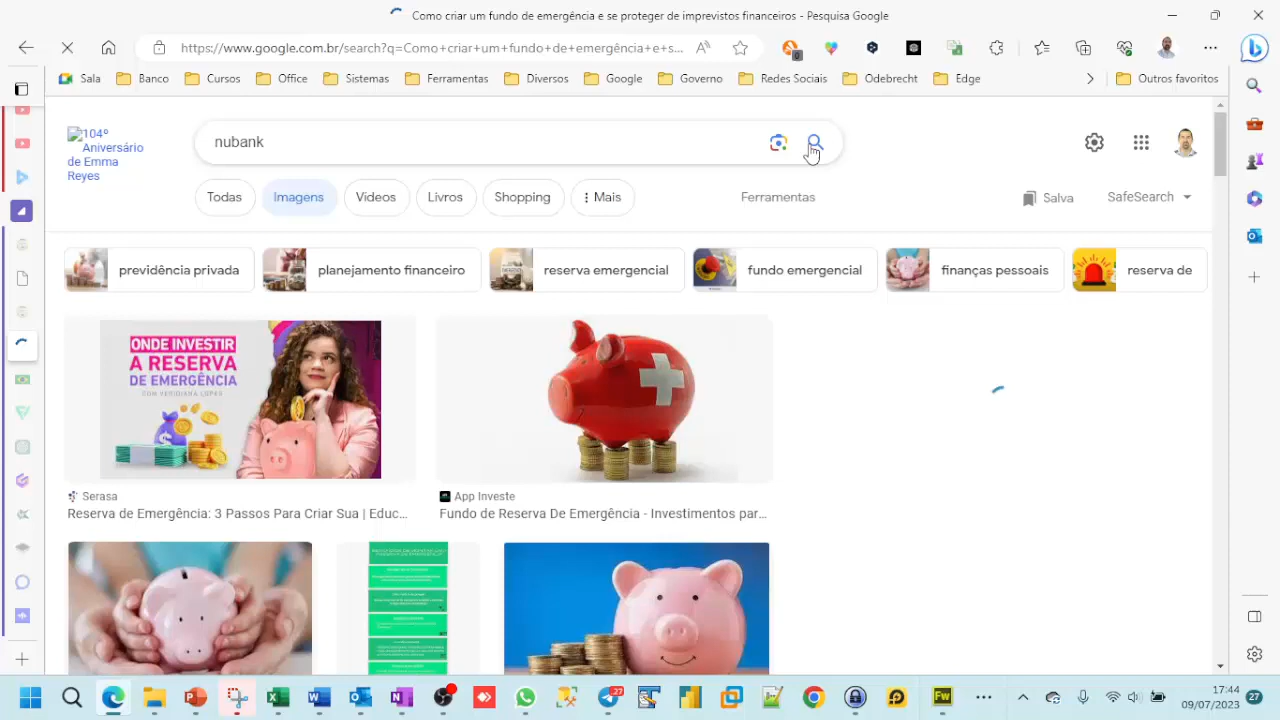 Como criar um fundo de emergência e se proteger de imprevistos financeiros - Pesquisa Google
https://www.google.com.br/search?q=Como+criar+um+fundo+de+emergência+e+s...
Sala Banco Cursos Office Sistemas Ferramentas Diversos Google Governo Redes Sociais Odebrecht Edge Outros favoritos
104º
Aniversário
de Emma
Reyes
nubank
Todas Imagens Vídeos Livros Shopping Mais Ferramentas Salva SafeSearch
previdência privada planejamento financeiro reserva emergencial fundo emergencial finanças pessoais reserva de
ONDE INVESTIR
A RESERVA
DE EMERGÊNCIA
COM VERIDIANA LOPES
Serasa
Reserva de Emergência: 3 Passos Para Criar Sua | Educ...
App Investe
Fundo de Reserva De Emergência - Investimentos par...
27
17:44
09/07/2023
27